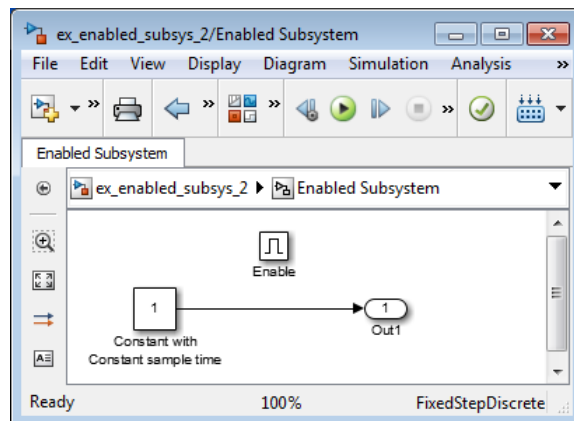 ex_enabled_subsys_2/Enabled Subsystem
File Edit View Display Diagram Simulation Analysis »
» » » »
Enabled Subsystem
ex_enabled_subsys_2 Enabled Subsystem
Enable
1 1
Out1
Constant with
Constant sample time
A
Ready 100% FixedStepDiscrete